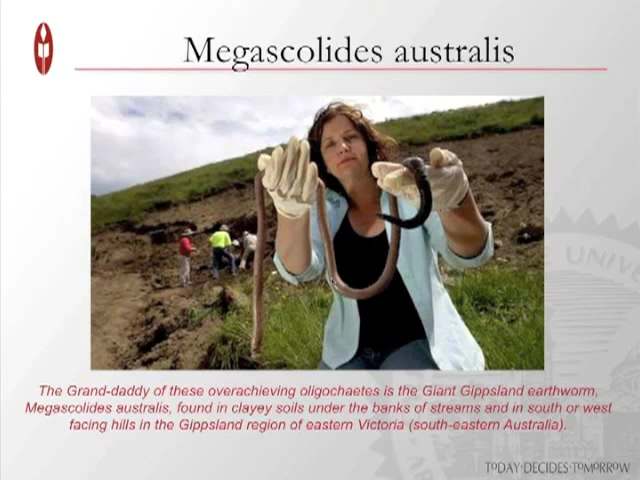 Megascolides australis
The Grand-daddy of these overachieving oligochaetes is the Giant Gippsland earthworm,
Megascolides australis, found in clayey soils under the banks of streams and in south or west
facing hills in the Gippsland region of eastern Victoria (south-eastern Australia).
UNIVER
TODAY·DECIDES·TOMORROW